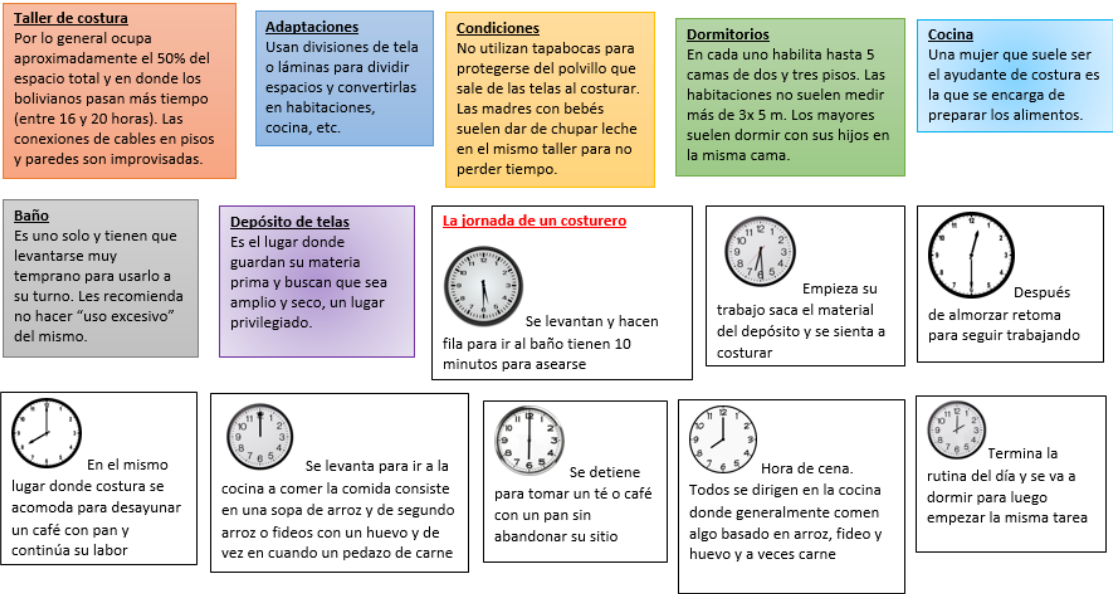 Taller de costura
Por lo general ocupa
aproximadamente el 50% del
espacio total y en donde los
bolivianos pasan más tiempo
(entre 16 y 20 horas). Las
conexiones de cables en pisos
y paredes son improvisadas.
Adaptaciones
Usan divisiones de tela
o láminas para dividir
espacios y convertirlas
en habitaciones,
cocina, etc.
Condiciones
No utilizan tapabocas para
protegerse del polvillo que
sale de las telas al costurar.
Las madres con bebés
suelen dar de chupar leche
en el mismo taller para no
perder tiempo.
Dormitorios
En cada uno habilita hasta 5
camas de dos y tres pisos. Las
habitaciones no suelen medir
más de 3x 5 m. Los mayores
suelen dormir con sus hijos en
la misma cama.
Cocina
Una mujer que suele ser
el ayudante de costura es
la que se encarga de
preparar los alimentos.
Baño
Es uno solo y tienen que
levantarse muy
temprano para usarlo a
su turno. Les recomienda
no hacer “uso excesivo”
del mismo.
Depósito de telas
Es el lugar donde
guardan su materia
prima y buscan que sea
amplio y seco, un lugar
privilegiado.
La jornada de un costurero
Se levantan y hacen
fila para ir al baño tienen 10
minutos para asearse
Empieza su
trabajo saca el material
del depósito y se sienta a
costurar
Después
de almorzar retoma
para seguir trabajando
En el mismo
lugar donde costura se
acomoda para desayunar
un café con pan y
continúa su labor
Se levanta para ir a la
cocina a comer la comida consiste
en una sopa de arroz y de segundo
arroz o fideos con un huevo y de
vez en cuando un pedazo de carne
Se detiene
para tomar un té o café
con un pan sin
abandonar su sitio
Hora de cena.
Todos se dirigen en la cocina
donde generalmente comen
algo basado en arroz, fideo y
huevo y a veces carne
Termina la
rutina del día y se va a
dormir para luego
empezar la misma tarea